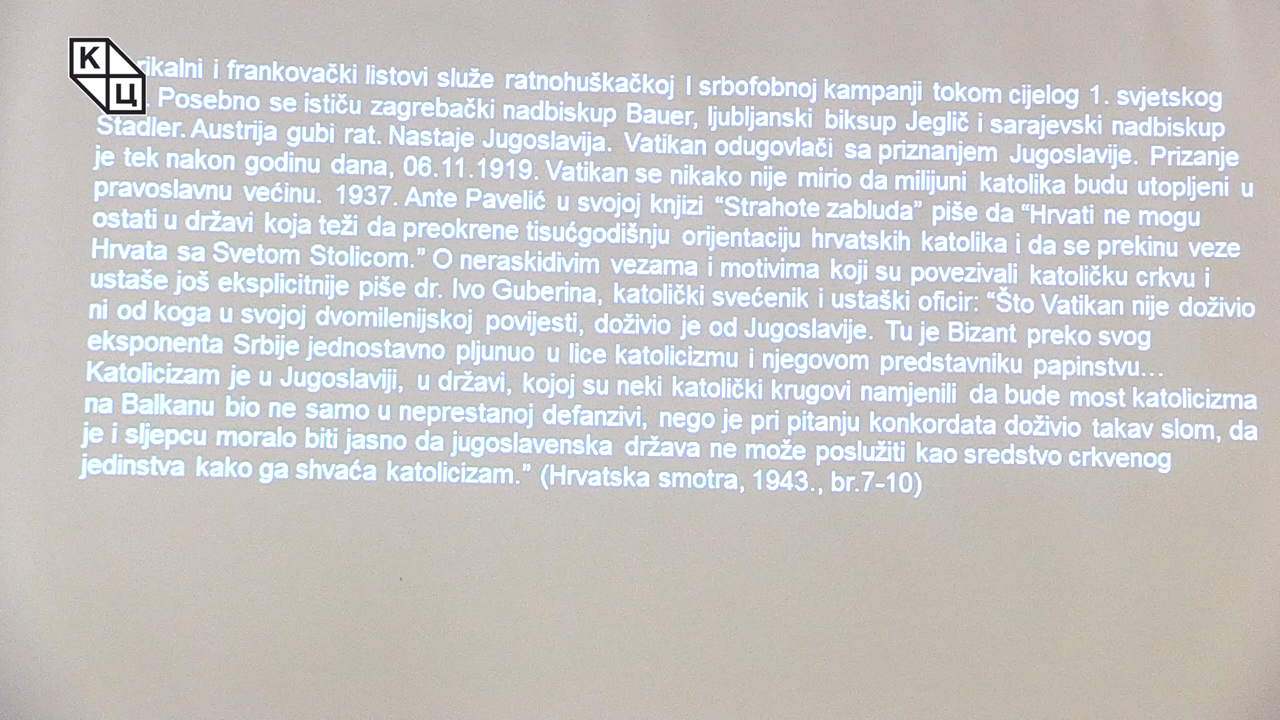 К
Ц
rikalni i frankovački listovi služe ratnohuškačkoj I srbofobnoj kampanji tokom cijelog 1. svjetskog
Posebno se ističu zagrebački nadbiskup Bauer, ljubljanski biksup Jeglič i sarajevski nadbiskup
Stadler. Austrija gubi rat. Nastaje Jugoslavija. Vatikan odugovlači sa priznanjem Jugoslavije. Prizanje
je tek nakon godinu dana, 06.11.1919. Vatikan se nikako nije mirio da milijuni katolika budu utopljeni u
pravoslavnu većinu. 1937. Ante Pavelić u svojoj knjizi “Strahote zabluda” piše da “Hrvati ne mogu
ostati u državi koja teži da preokrene tisućgodišnju orijentaciju hrvatskih katolika i da se prekinu veze
Hrvata sa Svetom Stolicom.” O neraskidivim vezama i motivima koji su povezivali katoličku crkvu i
ustaše još eksplicitnije piše dr. Ivo Guberina, katolički svećenik i ustaški oficir: “Što Vatikan nije doživio
ni od koga u svojoj dvomilenijskoj povijesti, doživio je od Jugoslavije. Tu je Bizant preko svog
eksponenta Srbije jednostavno pljunuo u lice katolicizmu i njegovom predstavniku papinstvu...
Katolicizam je u Jugoslaviji, u državi, kojoj su neki katolički krugovi namjenili da bude most katolicizma
na Balkanu bio ne samo u neprestanoj defanzivi, nego je pri pitanju konkordata doživio takav slom, da
je i sljepcu moralo biti jasno da jugoslavenska država ne može poslužiti kao sredstvo crkvenog
jedinstva kako ga shvaća katolicizam.” (Hrvatska smotra, 1943., br.7-10)